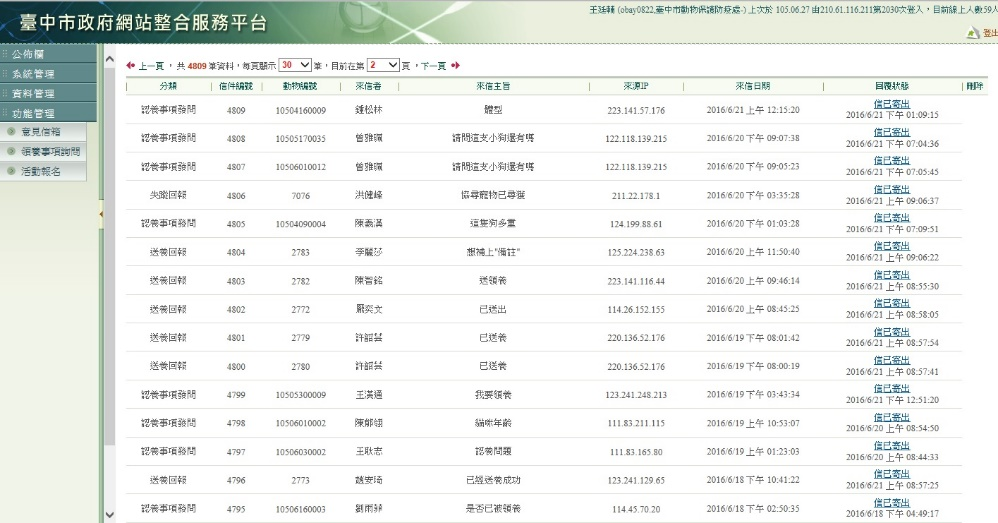 臺中市政府網站整合服務平台
王廷輔 (obay0822,臺中市動物保護防疫處-) 上次於 105.06.27 由210.61.116.211第2030次登入，目前線上人數59人
登出
公佈欄
系統管理
資料管理
功能管理
意見信箱
領養事項詢問
活動報名
上一頁 ， 共 4809 筆資料，每頁顯示 30 筆，目前在第 2 頁 ，下一頁
分類 信件編號 動物編號 來信者 來信主旨 來源IP 來信日期 回覆狀態 刪除
認養事項發問 4809 10504160009 鍾松林 體型 223.141.57.176 2016/6/21 上午 12:15:20 信已寄出
2016/6/21 下午 01:09:15
認養事項發問 4808 10505170035 曾雅 請問這支小狗還有嗎 122.118.139.215 2016/6/20 下午 09:07:38 信已寄出
2016/6/21 下午 07:04:36
認養事項發問 4807 10506010012 曾雅 請問這支小狗還有嗎 122.118.139.215 2016/6/20 下午 09:05:23 信已寄出
2016/6/21 下午 07:05:45
失蹤回報 4806 7076 洪健峰 協尋寵物已尋獲 211.22.178.1 2016/6/20 下午 03:35:28 信已寄出
2016/6/21 上午 09:06:37
認養事項發問 4805 10504090004 陳義漢 這隻狗多重 124.199.88.61 2016/6/20 下午 01:03:28 信已寄出
2016/6/21 下午 07:09:51
送養回報 4804 2783 李麗莎 想補上"備註" 125.224.238.63 2016/6/20 上午 11:50:40 信已寄出
2016/6/21 上午 09:06:22
送養回報 4803 2782 陳智銘 送領養 223.141.116.44 2016/6/20 上午 09:46:14 信已寄出
2016/6/21 上午 08:55:30
送養回報 4802 2772 嚴奕文 已送出 114.26.152.155 2016/6/20 上午 08:45:25 信已寄出
2016/6/21 上午 08:58:05
送養回報 4801 2779 許韶芸 已送養 220.136.52.176 2016/6/19 下午 08:01:42 信已寄出
2016/6/21 上午 08:57:54
送養回報 4800 2780 許韶芸 已送養 220.136.52.176 2016/6/19 下午 08:00:19 信已寄出
2016/6/21 上午 08:57:41
認養事項發問 4799 10505300009 王漢通 我要領養 123.241.248.213 2016/6/19 下午 03:43:34 信已寄出
2016/6/21 下午 12:51:20
認養事項發問 4798 10506010002 陳郁翎 貓咪年齡 111.83.211.115 2016/6/19 上午 10:53:07 信已寄出
2016/6/20 上午 08:54:50
認養事項發問 4797 10506030002 王耿志 認養問題 111.83.165.80 2016/6/19 上午 01:23:03 信已寄出
2016/6/20 上午 08:44:33
送養回報 4796 2773 趙安琦 已經送養成功 123.241.129.65 2016/6/18 下午 10:41:22 信已寄出
2016/6/21 上午 08:57:25
認養事項發問 4795 10506160003 劉雨 是否已被領養 114.45.70.20 2016/6/18 下午 02:50:35 信已寄出
2016/6/18 下午 04:49:17